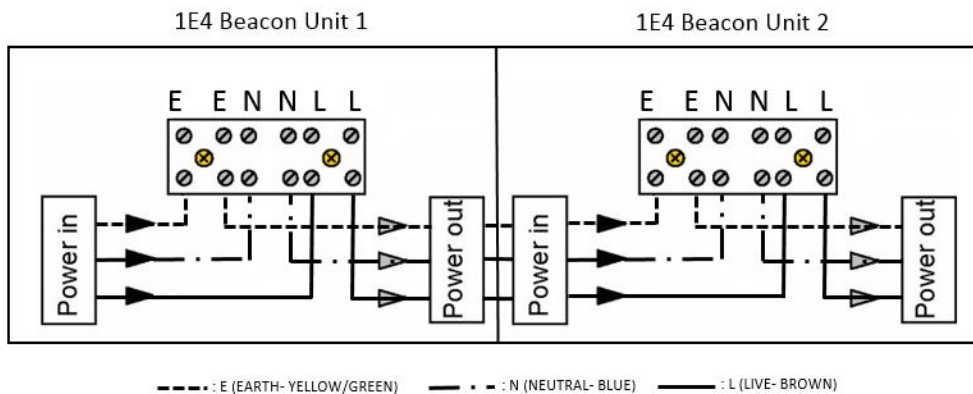 1E4 Beacon Unit 1
1E4 Beacon Unit 2
E E N N L L
E E N N L L
Power in
Power out
Power in
Power out
: E (EARTH- YELLOW/GREEN)
: N (NEUTRAL- BLUE)
: L (LIVE- BROWN)